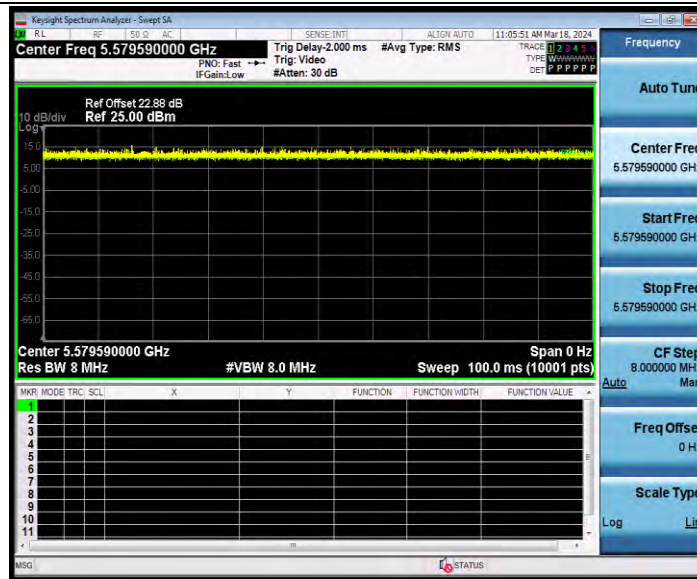 Keysight Spectrum Analyzer - Swept SA
LXI RL RF 50 Ω AC SENSE:INT ALIGN AUTO 11:05:51 AM Mar 18, 2024
Center Freq 5.579590000 GHz
PNO: Fast
IFGain:Low
Trig Delay-2.000 ms
Trig: Video
#Atten: 30 dB
#Avg Type: RMS
TRACE 1 2 3 4 5 6
TYPE
DET P P P P P P
Ref Offset 22.88 dB
10 dB/div Ref 25.00 dBm
Log
15.0
5.00
-5.00
-15.0
-25.0
-35.0
-45.0
-55.0
-65.0
Center 5.579590000 GHz Span 0 Hz
Res BW 8 MHz #VBW 8.0 MHz Sweep 100.0 ms (10001 pts)
MKR MODE TRC SCL X Y FUNCTION FUNCTION WIDTH FUNCTION VALUE
1
2
3
4
5
6
7
8
9
10
11
MSG STATUS
Frequency
Auto Tun
Center Fre
5.579590000 GH
Start Fre
5.579590000 GH
Stop Fre
5.579590000 GH
CF Step
8.000000 MH
Auto Ma
Freq Offse
0 H
Scale Type
Log Li